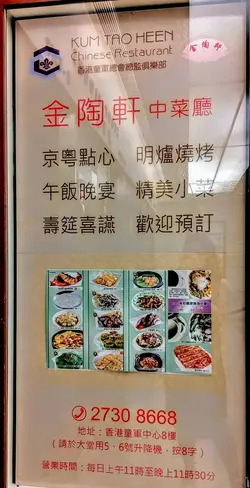 KUM TAO HEEN
Chinese Restaurant
香港童軍總會總監俱樂部
金陶軒 中菜廳
京粵點心 明爐燒烤
午飯晚宴 精美小菜
壽筵喜讌 歡迎預訂
2730 8668
地址：香港童軍中心8樓
（請於大堂用5，6號升降機，按8字）
營業時間：每日上午11時至晚上11時30分